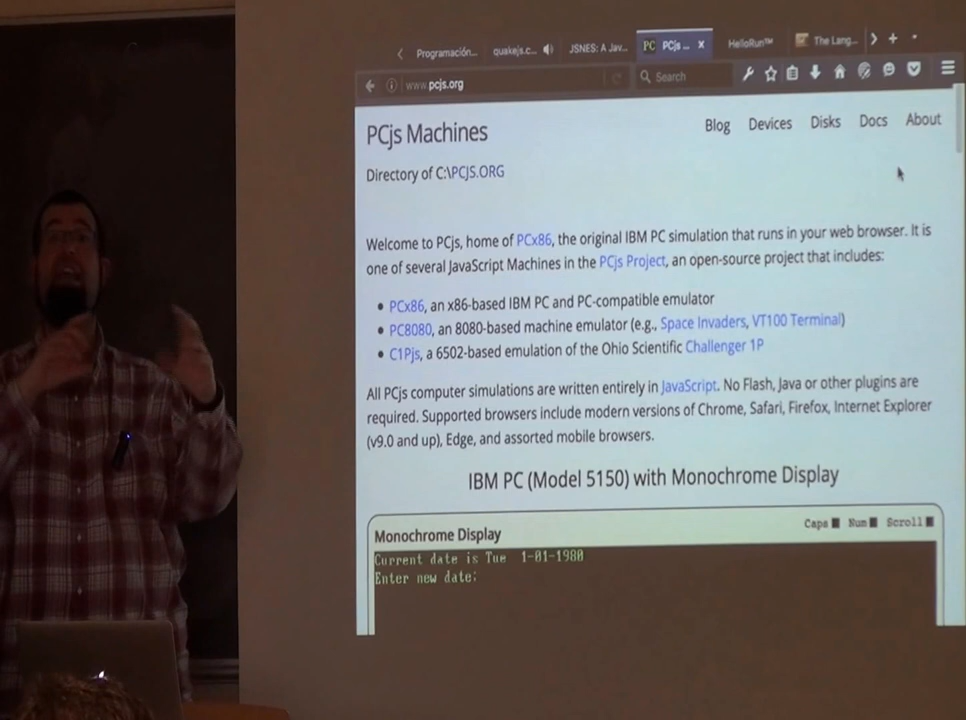 Programación... quakejs.c... JSNES: A Jav... PC PCjs ... x HelloRun™ The Lang...
www.pcjs.org Search
PCjs Machines Blog Devices Disks Docs About
Directory of C:\PCJS.ORG
Welcome to PCjs, home of PCx86, the original IBM PC simulation that runs in your web browser. It is
one of several JavaScript Machines in the PCjs Project, an open-source project that includes:
• PCx86, an x86-based IBM PC and PC-compatible emulator
• PC8080, an 8080-based machine emulator (e.g., Space Invaders, VT100 Terminal)
• C1Pjs, a 6502-based emulation of the Ohio Scientific Challenger 1P
All PCjs computer simulations are written entirely in JavaScript. No Flash, Java or other plugins are
required. Supported browsers include modern versions of Chrome, Safari, Firefox, Internet Explorer
(v9.0 and up), Edge, and assorted mobile browsers.
IBM PC (Model 5150) with Monochrome Display
Monochrome Display Caps Num Scroll
Current date is Tue 1-01-1980
Enter new date: